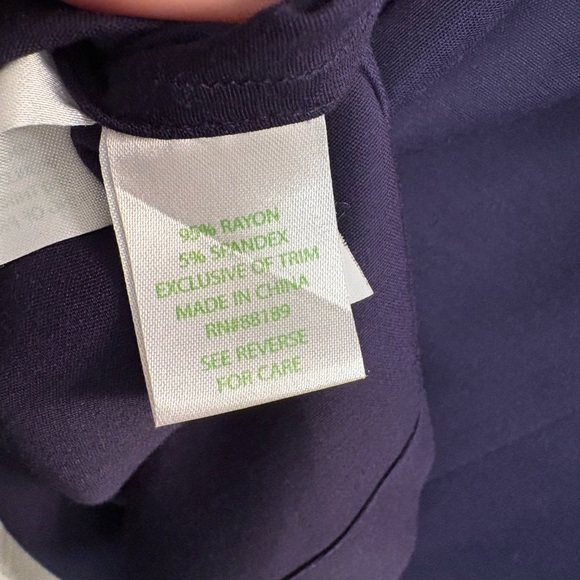 95% RAYON
5% SPANDEX
EXCLUSIVE OF TRIM
MADE IN CHINA
RN#88189
SEE REVERSE
FOR CARE